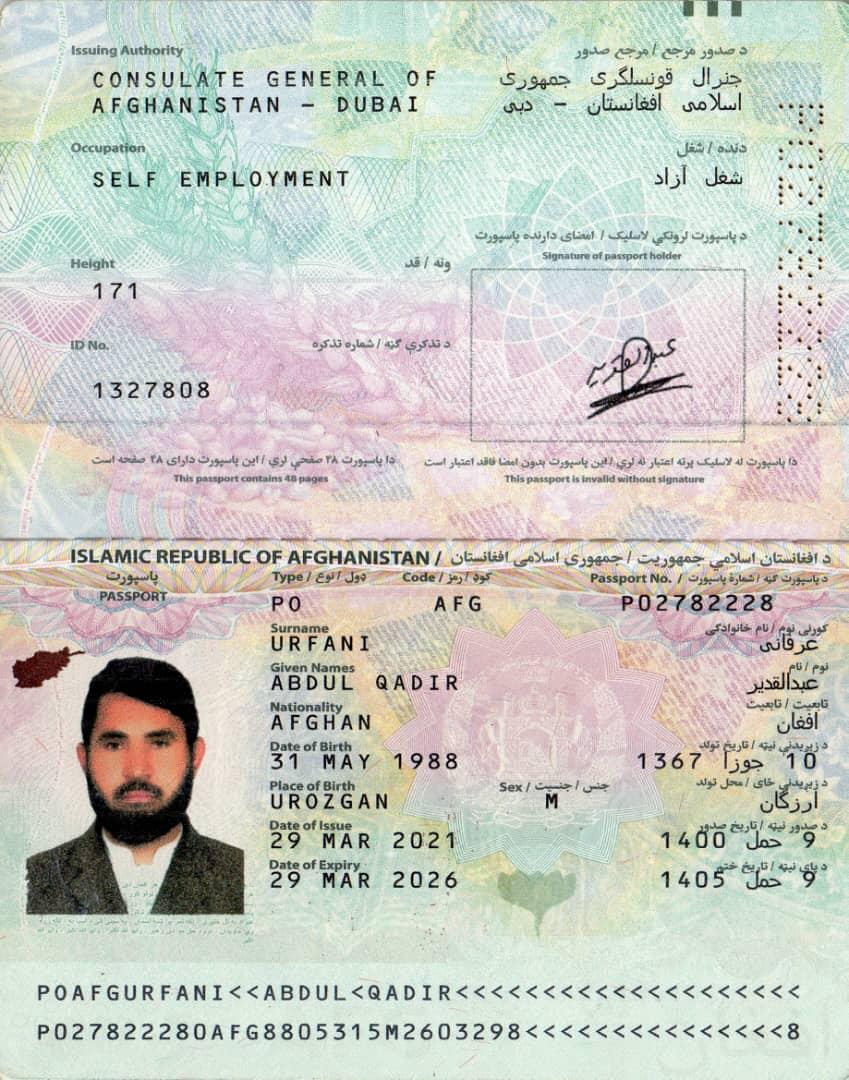 Issuing Authority
د صدور مرجع / مرجع صدور
CONSULATE GENERAL OF
AFGHANISTAN - DUBAI
جنرال قونسلگری جمهوری
اسلامی افغانستان - دبی
Occupation
دنده / شغل
SELF EMPLOYMENT
شغل آزاد
د پاسپورت لرونکي لاسلیک / امضای دارنده پاسپورت
Signature of passport holder
Height
ونه / قد
171
ID No.
د تذکرې گڼه / شماره تذکره
1327808
عبدالقدیر
دا پاسپورت ۴۸ صفحې لري / این پاسپورت دارای ۴۸ صفحه است
This passport contains 48 pages
دا پاسپورت له لاسلیک پرته اعتبار نه لري / این پاسپورت بدون امضا فاقد اعتبار است
This passport is invalid without signature
ISLAMIC REPUBLIC OF AFGHANISTAN / د افغانستان اسلامي جمهوریت / جمهوری اسلامی افغانستان
پاسپورت
PASSPORT
Type / ډول / نوع
Code / کوډ / رمز
Passport No. / د پاسپورت گڼه / شمارهٔ پاسپورت
PO
AFG
P02782228
Surname
کورنی نوم / نام خانوادگی
URFANI
عرفانی
Given Names
نوم / نام
ABDUL QADIR
عبدالقدیر
Nationality
تابعیت / تابعیت
AFGHAN
افغان
Date of Birth
د زیږیدنې نیټه / تاریخ تولد
31 MAY 1988
10 جوزا 1367
Place of Birth
Sex / جنس / جنسیت
د زیږیدنې ځای / محل تولد
UROZGAN
M
ارزگان
Date of Issue
د صدور نیټه / تاریخ صدور
29 MAR 2021
9 حمل 1400
Date of Expiry
د پای نیټه / تاریخ ختم
29 MAR 2026
9 حمل 1405
POAFGURFANI<<ABDUL<QADIR<<<<<<<<<<<<<<<<<<<<
P027822280AFG8805315M2603298<<<<<<<<<<<<<<<8